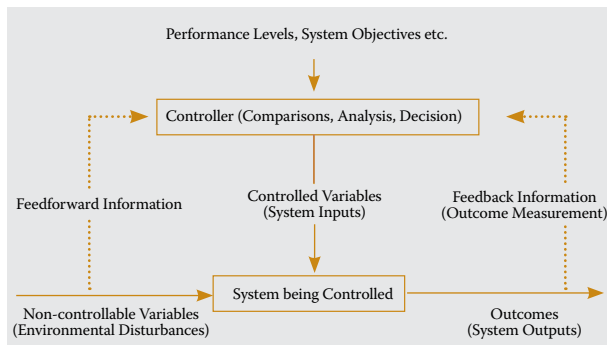 Performance Levels, System Objectives etc.
Controller (Comparisons, Analysis, Decision)
Feedforward Information
Controlled Variables
(System Inputs)
Feedback Information
(Outcome Measurement)
System being Controlled
Non-controllable Variables
(Environmental Disturbances)
Outcomes
(System Outputs)